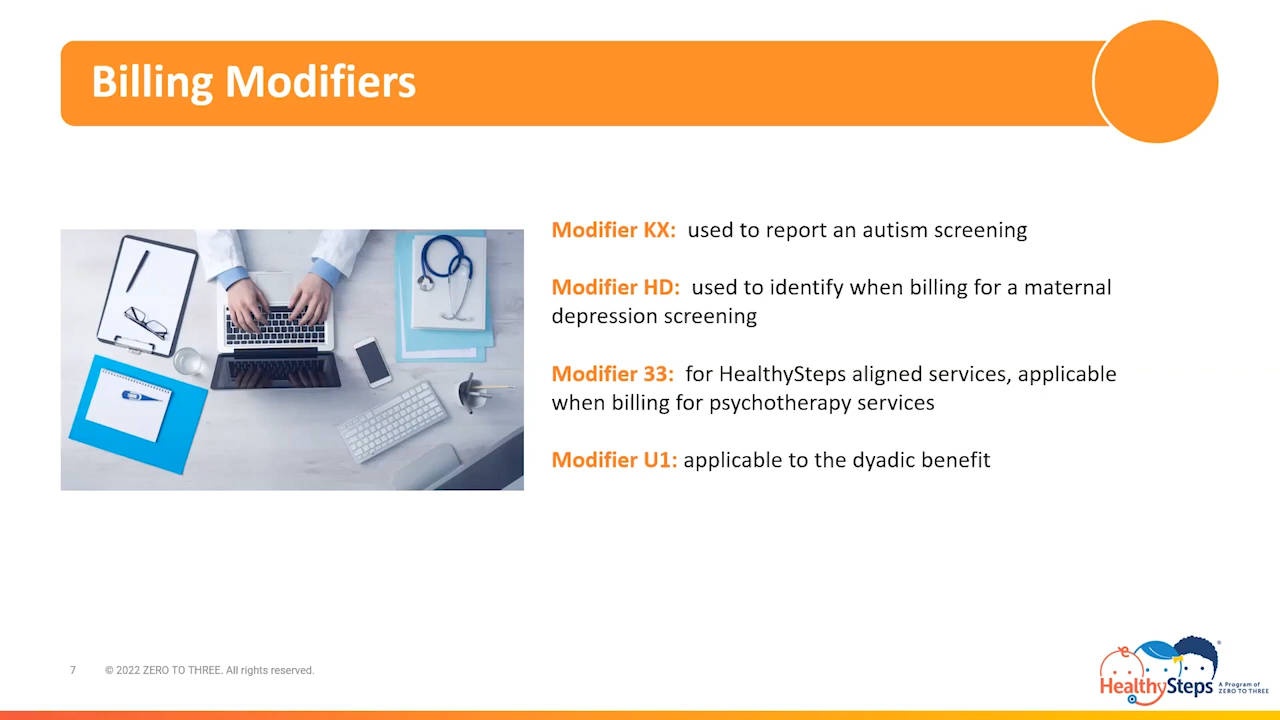 Billing Modifiers
Modifier KX: used to report an autism screening
Modifier HD: used to identify when billing for a maternal
depression screening
Modifier 33: for HealthySteps aligned services, applicable
when billing for psychotherapy services
Modifier U1: applicable to the dyadic benefit
7
© 2022 ZERO TO THREE. All rights reserved.
HealthySteps
®
A Program of
ZERO TO THREE